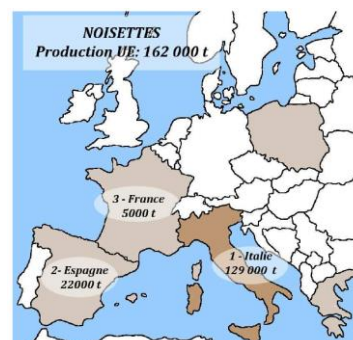 NOISETTES
Production UE: 162 000 t
3 - France
5000 t
1 - Italie
129 000 t
2- Espagne
22000 t